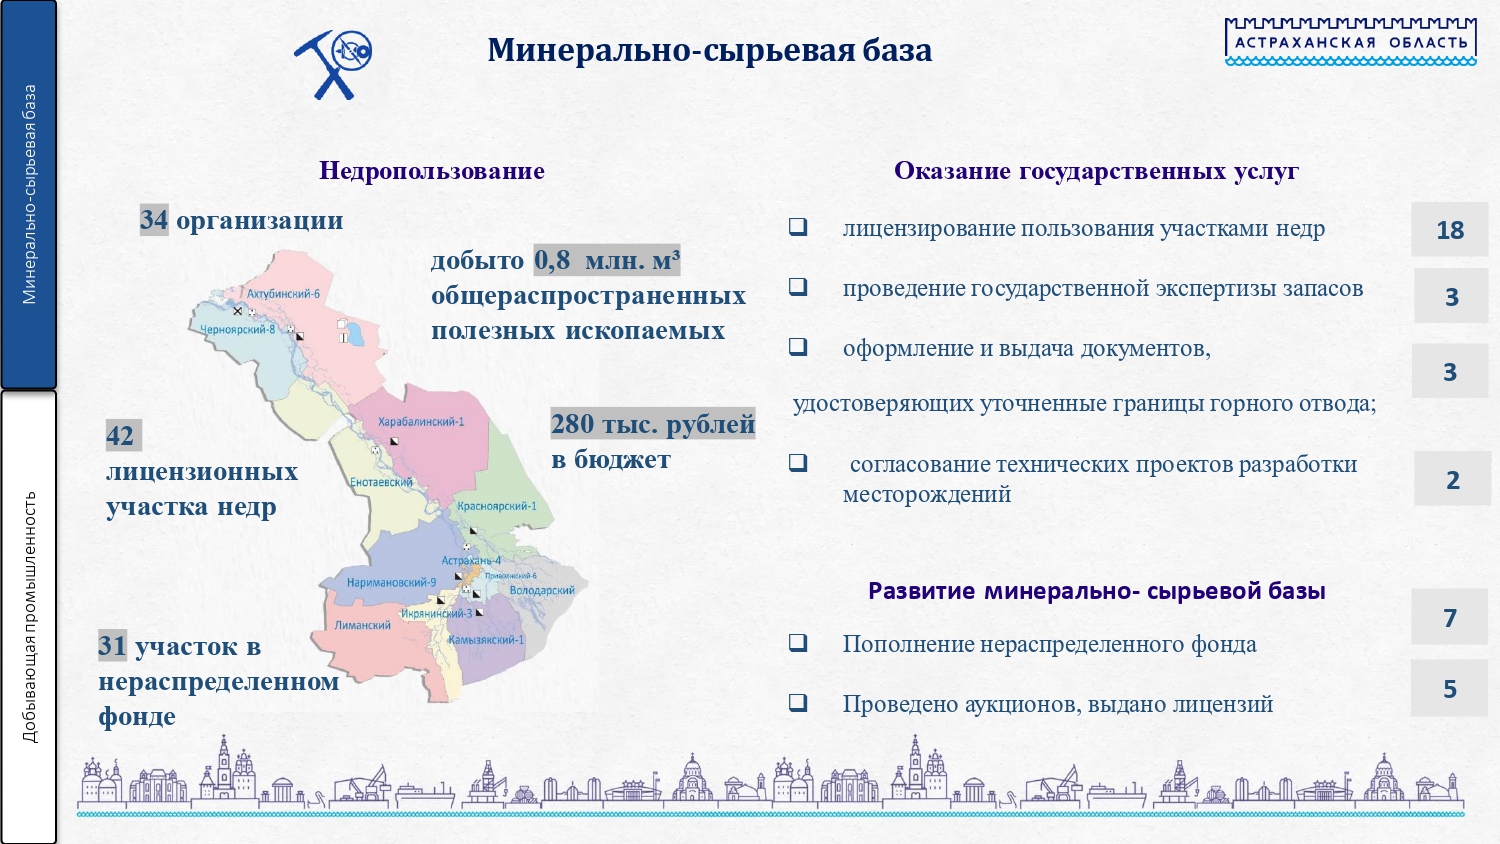 Минерально-сырьевая база
АСТРАХАНСКАЯ ОБЛАСТЬ
Минерально-сырьевая база
Добывающая промышленность
Недропользование
34 организации
добыто 0,8 млн. м³
общераспространенных
полезных ископаемых
280 тыс. рублей
в бюджет
42
лицензионных
участка недр
31 участок в
нераспределенном
фонде
Ахтубинский-6
Черноярский-8
Харабалинский-1
Енотаевский
Красноярский-1
Астрахань-4
Приволжский-6
Наримановский-9
Володарский
Икрянинский-3
Лиманский
Камызякский-1
Оказание государственных услуг
лицензирование пользования участками недр
18
проведение государственной экспертизы запасов
3
оформление и выдача документов,
3
удостоверяющих уточненные границы горного отвода;
согласование технических проектов разработки
месторождений
2
Развитие минерально- сырьевой базы
7
Пополнение нераспределенного фонда
5
Проведено аукционов, выдано лицензий